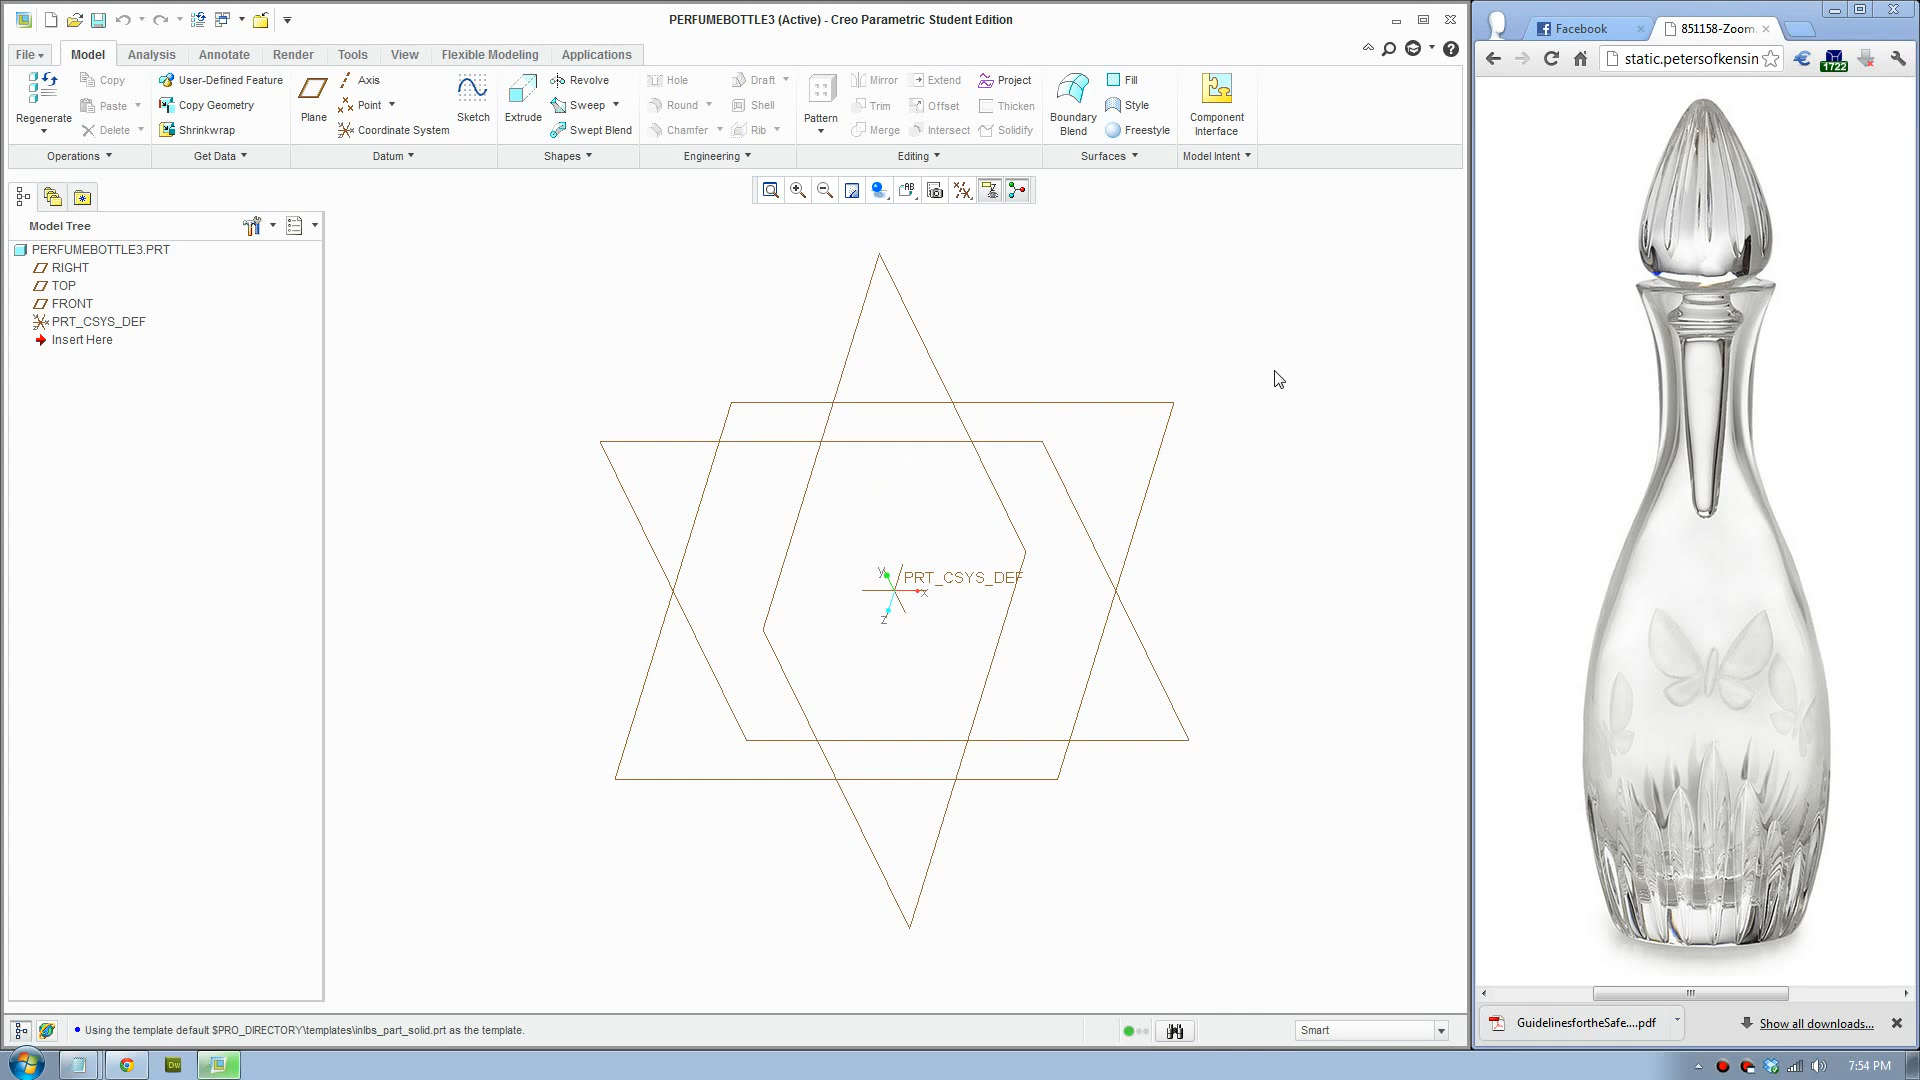 PERFUMEBOTTLE3 (Active) - Creo Parametric Student Edition
File Model Analysis Annotate Render Tools View Flexible Modeling Applications
Regenerate
Copy
Paste
Delete
Operations
User-Defined Feature
Copy Geometry
Shrinkwrap
Get Data
Plane
Axis
Point
Coordinate System
Sketch
Datum
Extrude
Revolve
Sweep
Swept Blend
Shapes
Hole
Round
Chamfer
Draft
Shell
Rib
Engineering
Pattern
Mirror
Trim
Merge
Extend
Offset
Intersect
Project
Thicken
Solidify
Editing
Boundary
Blend
Fill
Style
Freestyle
Surfaces
Component
Interface
Model Intent
Model Tree
PERFUMEBOTTLE3.PRT
RIGHT
TOP
FRONT
PRT_CSYS_DEF
Insert Here
y
PRT_CSYS_DEF
x
z
Using the template default $PRO_DIRECTORY\templates\inlbs_part_solid.prt as the template.
Smart
Facebook
851158-Zoom.
static.petersofkensin
1722
GuidelinesfortheSafe....pdf
Show all downloads...
Dw
7:54 PM